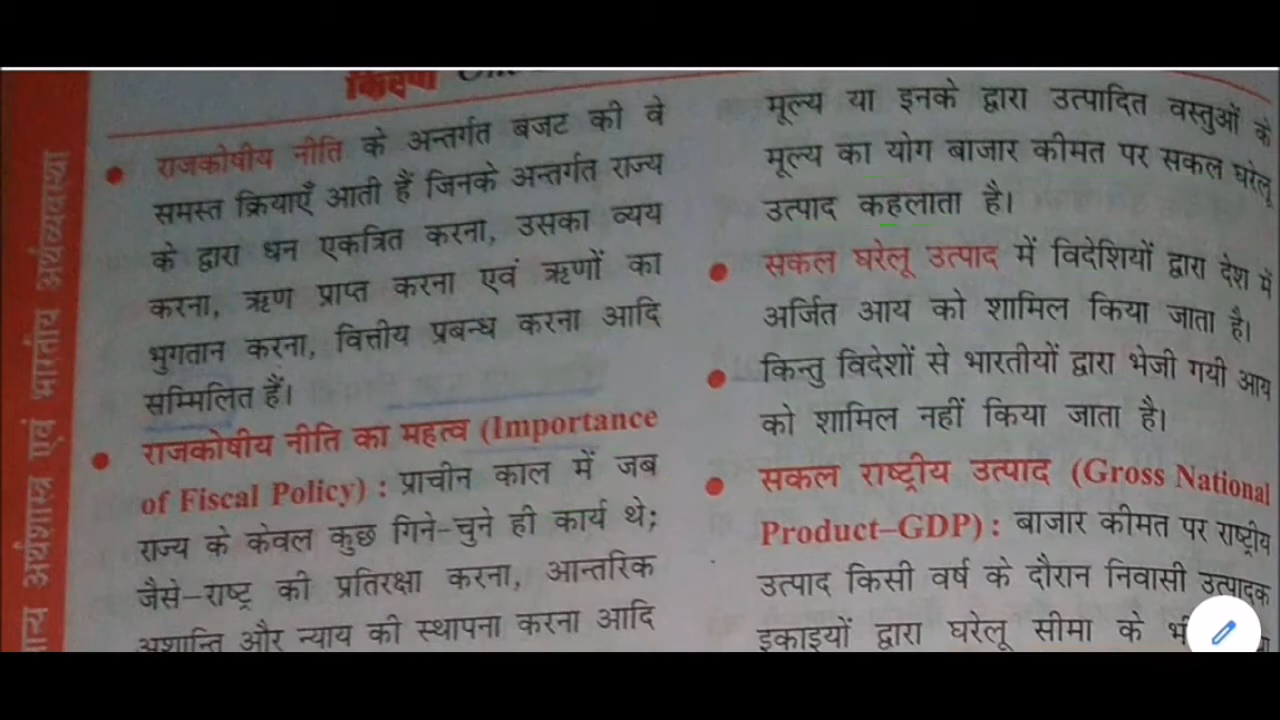 किरण
राजकोषीय नीति के अन्तर्गत बजट की वे
समस्त क्रियाएँ आती हैं जिनके अन्तर्गत राज्य
के द्वारा धन एकत्रित करना, उसका व्यय
करना, ऋण प्राप्त करना एवं ऋणों का
भुगतान करना, वित्तीय प्रबन्ध करना आदि
सम्मिलित हैं।
राजकोषीय नीति का महत्व (Importance
of Fiscal Policy) : प्राचीन काल में जब
राज्य के केवल कुछ गिने-चुने ही कार्य थे;
जैसे–राष्ट्र की प्रतिरक्षा करना, आन्तरिक
अशान्ति और न्याय की स्थापना करना आदि
मूल्य या इनके द्वारा उत्पादित वस्तुओं के
मूल्य का योग बाजार कीमत पर सकल घरेलू
उत्पाद कहलाता है।
सकल घरेलू उत्पाद में विदेशियों द्वारा देश में
अर्जित आय को शामिल किया जाता है।
किन्तु विदेशों से भारतीयों द्वारा भेजी गयी आय
को शामिल नहीं किया जाता है।
सकल राष्ट्रीय उत्पाद (Gross National
Product–GDP) : बाजार कीमत पर राष्ट्रीय
उत्पाद किसी वर्ष के दौरान निवासी उत्पादक
इकाइयों द्वारा घरेलू सीमा के
अर्थशास्त्र एवं भारतीय अर्थव्यवस्था